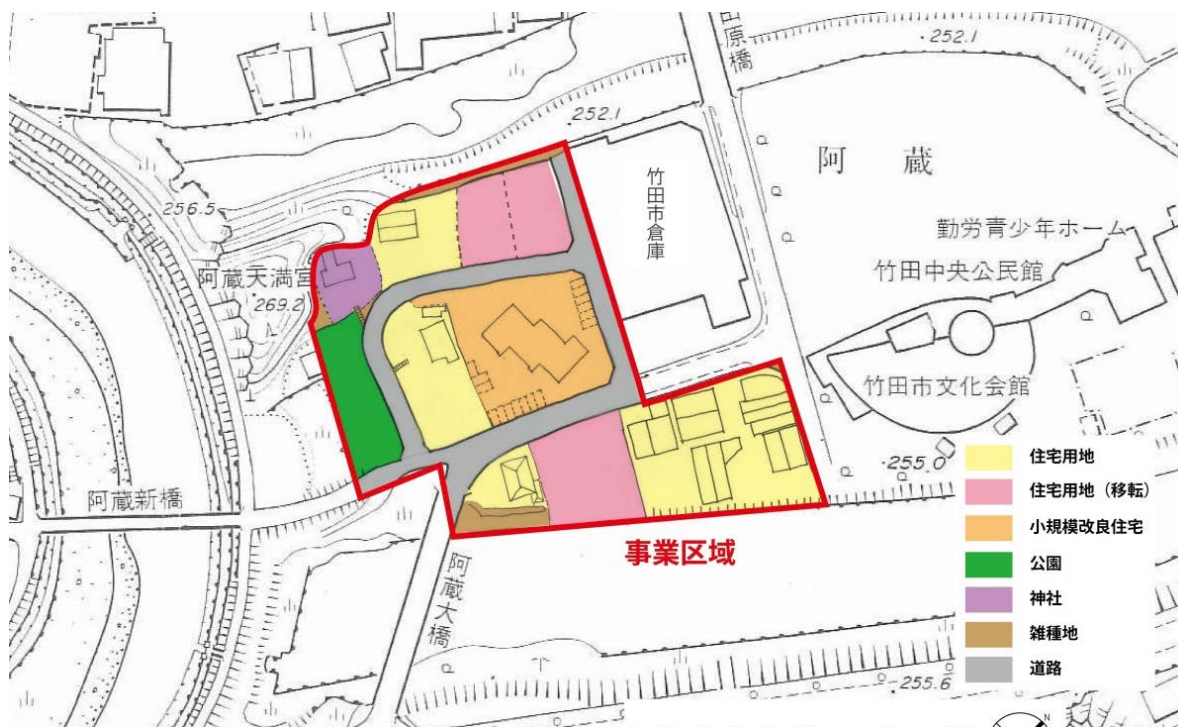 田原橋
252.1
252.1
阿蔵
竹田市倉庫
256.5
勤労青少年ホーム
阿蔵天満宮
竹田中央公民館
269.2
竹田市文化会館
255.0
阿蔵新橋
阿蔵大橋
事業区域
255.6
住宅用地
住宅用地（移転）
小規模改良住宅
公園
神社
雑種地
道路
N